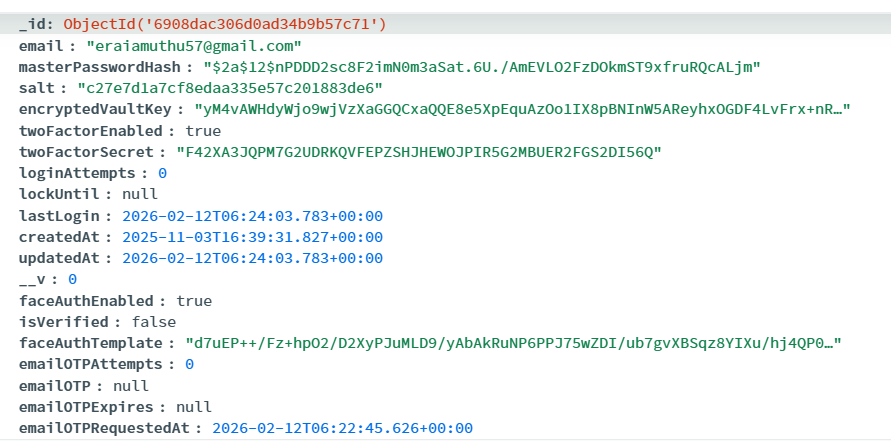 _id: ObjectId('6908dac306d0ad34b9b57c71')
email : "eraiamuthu57@gmail.com"
masterPasswordHash : "$2a$12$nPDDD2sc8F2imN0m3aSat.6U./AmEVLO2FzDOkmST9xfruRQcALjm"
salt : "c27e7d1a7cf8edaa335e57c201883de6"
encryptedVaultKey : "yM4vAWHdyWjo9wjVzXaGGQCxaQQE8e5XpEquAzOo1IX8pBNInW5AReyhxOGDF4LvFrx+nR…"
twoFactorEnabled : true
twoFactorSecret : "F42XA3JQPM7G2UDRKQVFEPZSHJHEWOJPIR5G2MBUER2FGS2DI56Q"
loginAttempts : 0
lockUntil : null
lastLogin : 2026-02-12T06:24:03.783+00:00
createdAt : 2025-11-03T16:39:31.827+00:00
updatedAt : 2026-02-12T06:24:03.783+00:00
__v : 0
faceAuthEnabled : true
isVerified : false
faceAuthTemplate : "d7uEP++/Fz+hpO2/D2XyPJuMLD9/yAbAkRuNP6PPJ75wZDI/ub7gvXBSqz8YIXu/hj4QP0…"
emailOTPAttempts : 0
emailOTP : null
emailOTPExpires : null
emailOTPRequestedAt : 2026-02-12T06:22:45.626+00:00